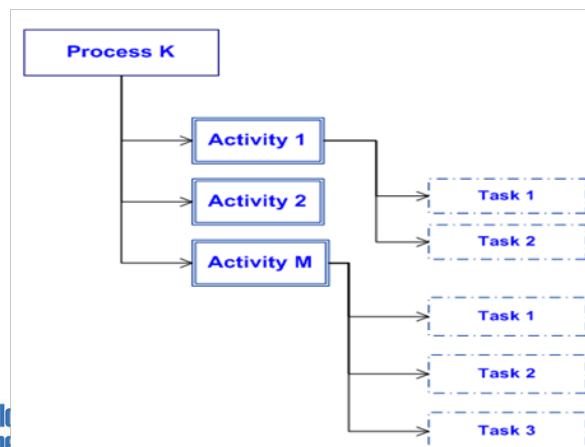 Process K
Activity 1
Task 1
Activity 2
Task 2
Activity M
Task 1
Task 2
Task 3